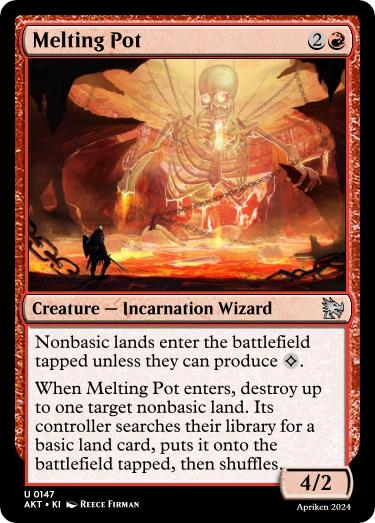 Melting Pot 2
Creature — Incarnation Wizard
Nonbasic lands enter the battlefield
tapped unless they can produce .
When Melting Pot enters, destroy up
to one target nonbasic land. Its
controller searches their library for a
basic land card, puts it onto the
battlefield tapped, then shuffles.
4/2
U 0147
AKT • KI REECE FIRMAN Apriken 2024